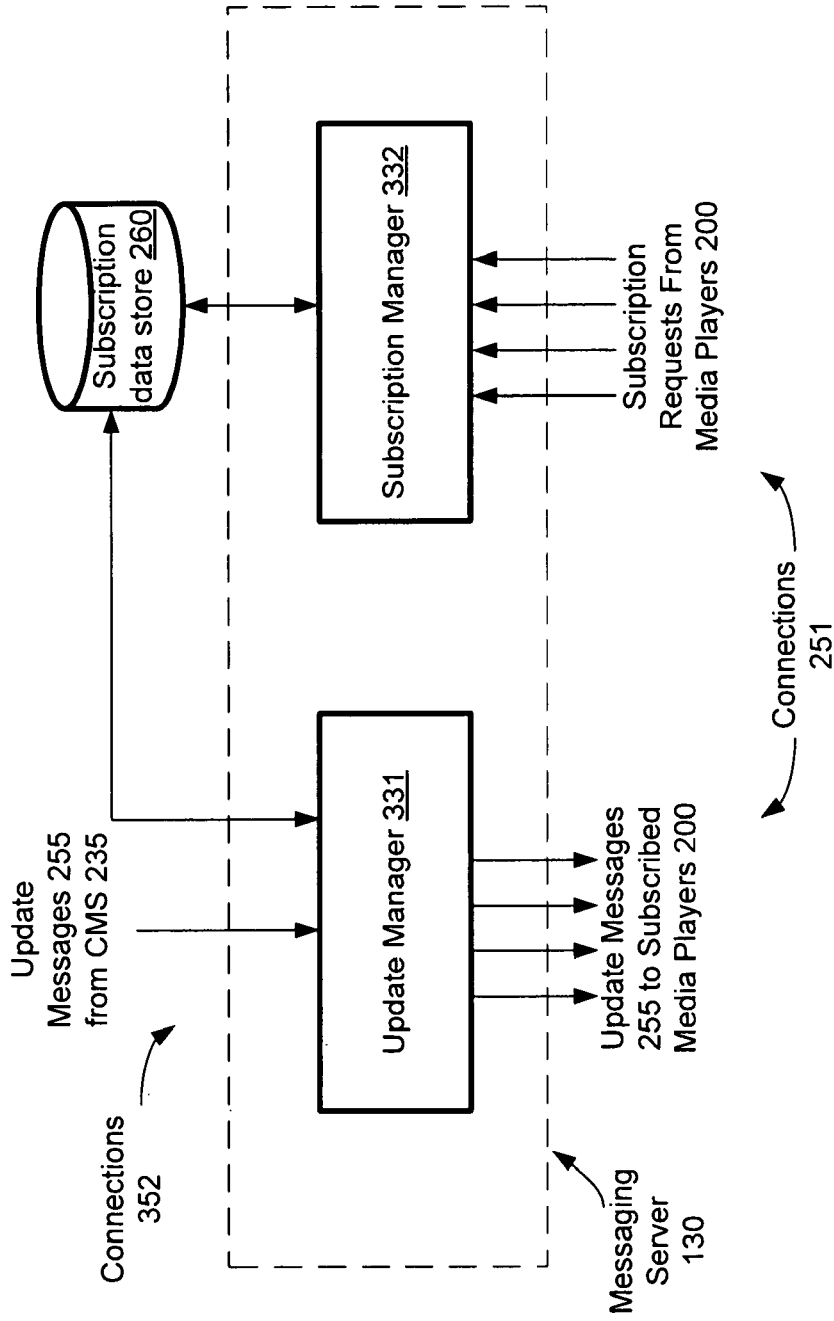 Update
Messages 255
from CMS 235
Connections
352
Subscription
data store 260
Update Manager 331
Subscription Manager 332
Messaging
Server
130
Update Messages
255 to Subscribed
Media Players 200
Subscription
Requests From
Media Players 200
Connections
251